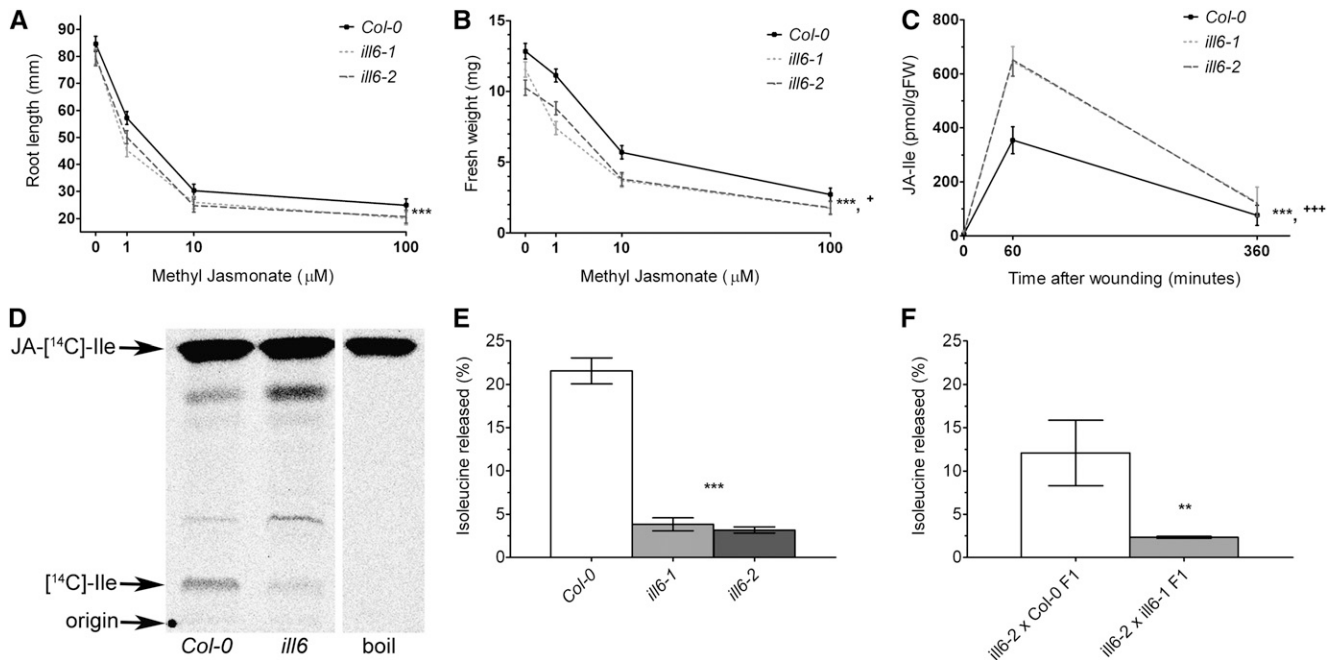 A
Root length (mm)
90
80
70
60
50
40
30
20
0
1
10
100
Methyl Jasmonate (μM)
Col-0
ill6-1
ill6-2
***
B
Fresh weight (mg)
15
10
5
0
0
1
10
100
Methyl Jasmonate (μM)
Col-0
ill6-1
ill6-2
***, +
C
JA-Ile (pmol/gFW)
800
600
400
200
0
0
60
360
Time after wounding (minutes)
Col-0
ill6-1
ill6-2
***, +++
D
JA-[¹⁴C]-Ile
[¹⁴C]-Ile
origin
Col-0
ill6
boil
E
Isoleucine released (%)
25
20
15
10
5
0
***
Col-0
ill6-1
ill6-2
F
Isoleucine released (%)
25
20
15
10
5
0
**
ill6-2 x Col-0 F1
ill6-2 x ill6-1 F1